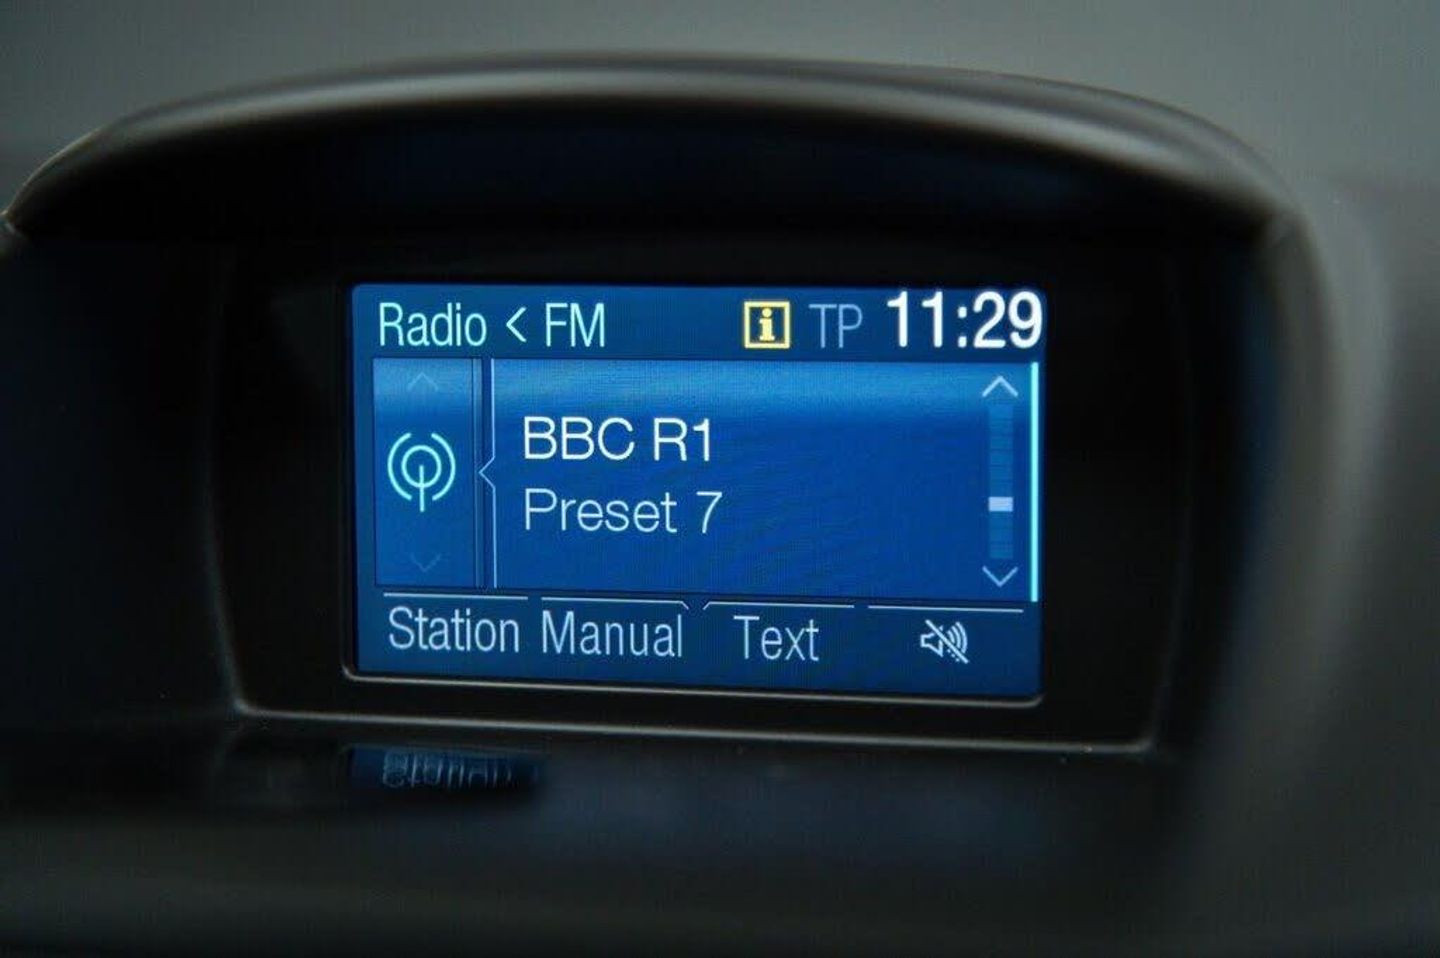 Radio < FM i TP 11:29
BBC R1
Preset 7
Station Manual Text